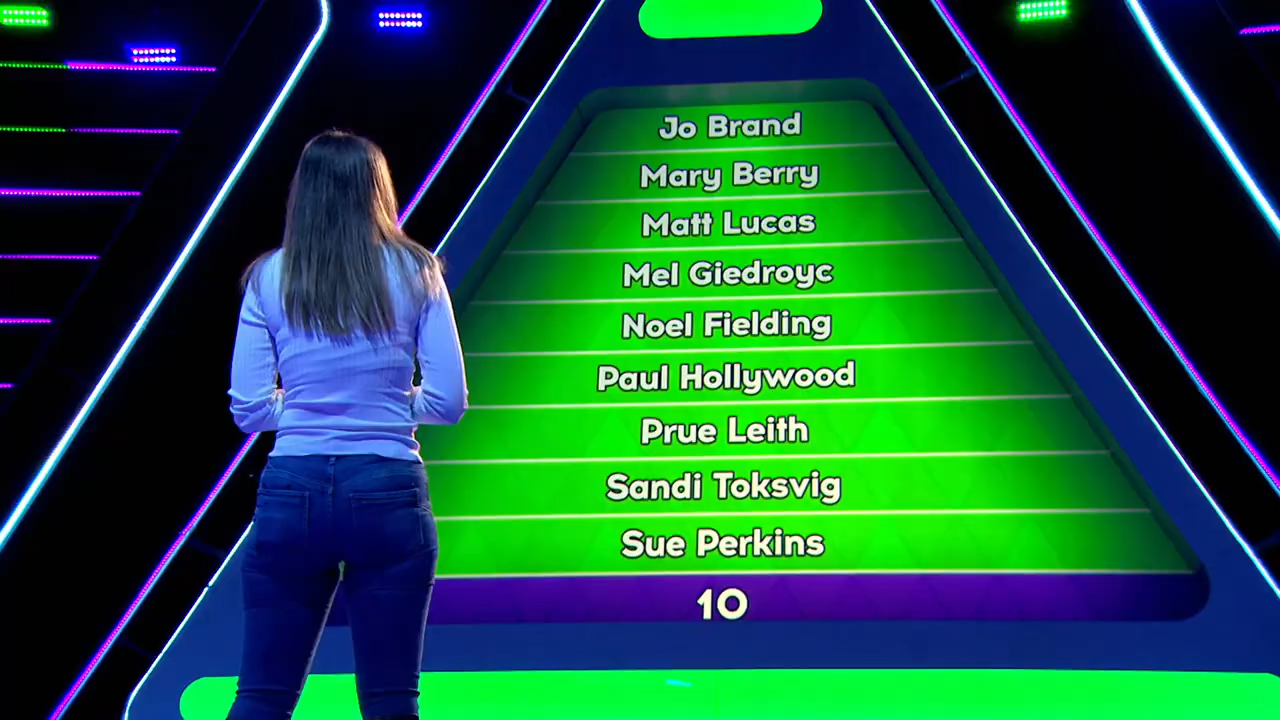 Jo Brand
Mary Berry
Matt Lucas
Mel Giedroyc
Noel Fielding
Paul Hollywood
Prue Leith
Sandi Toksvig
Sue Perkins
10